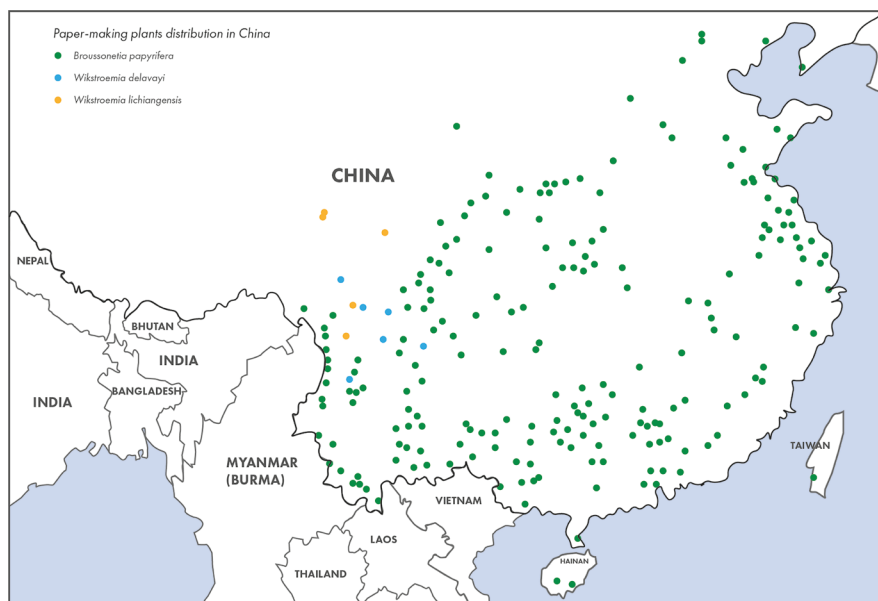 Paper-making plants distribution in China
Broussonetia papyrifera
Wikstroemia delavayi
Wikstroemia lichiangensis
CHINA
NEPAL
BHUTAN
INDIA
BANGLADESH
INDIA
TAIWAN
MYANMAR
(BURMA)
VIETNAM
LAOS
HAINAN
THAILAND